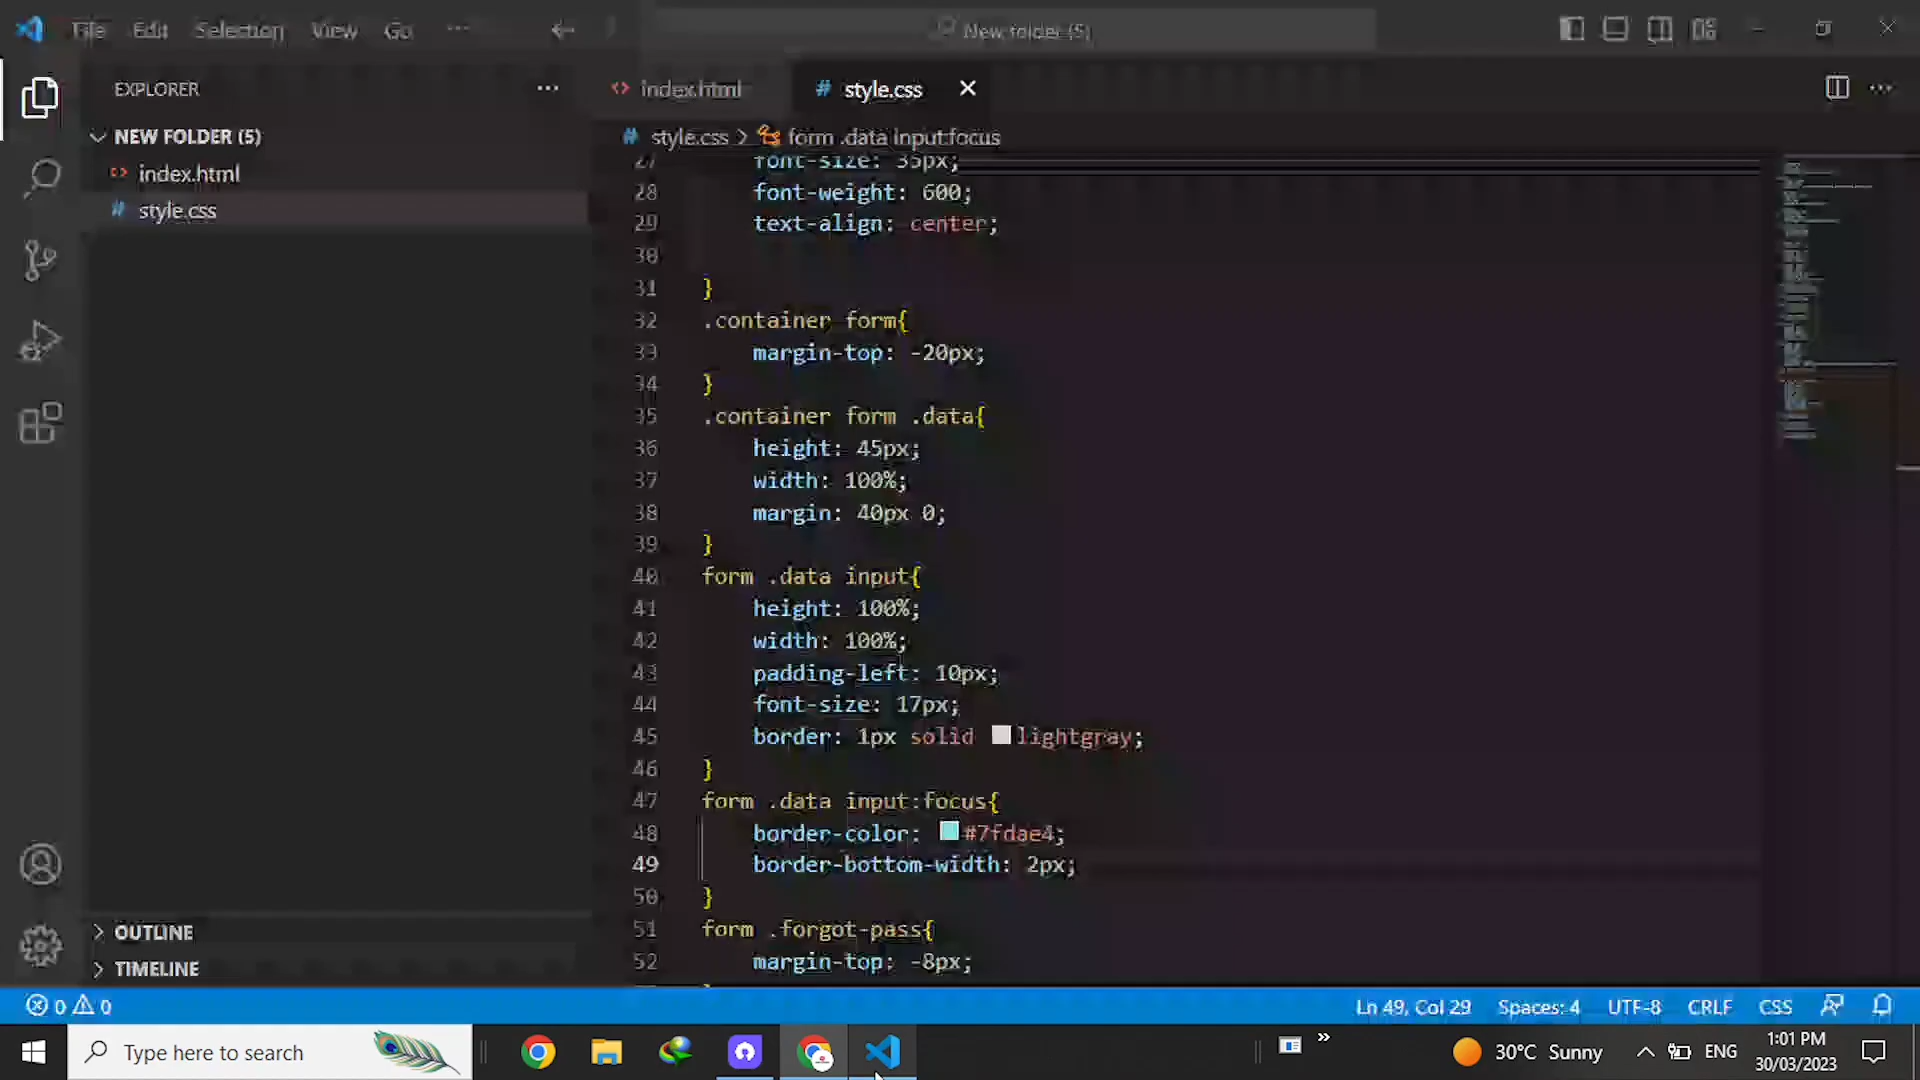 File Edit Selection View Go ··· New folder (5)
EXPLORER ···
NEW FOLDER (5)
index.html
style.css
OUTLINE
TIMELINE
index.html # style.css
# style.css > form .data input:focus
27 font-size: 35px;
28 font-weight: 600;
29 text-align: center;
30
31 }
32 .container form{
33 margin-top: -20px;
34 }
35 .container form .data{
36 height: 45px;
37 width: 100%;
38 margin: 40px 0;
39 }
40 form .data input{
41 height: 100%;
42 width: 100%;
43 padding-left: 10px;
44 font-size: 17px;
45 border: 1px solid lightgray;
46 }
47 form .data input:focus{
48 border-color: #7fdae4;
49 border-bottom-width: 2px;
50 }
51 form .forgot-pass{
52 margin-top: -8px;
0 0 Ln 49, Col 29 Spaces: 4 UTF-8 CRLF CSS
Type here to search 30°C Sunny ENG 1:01 PM
30/03/2023